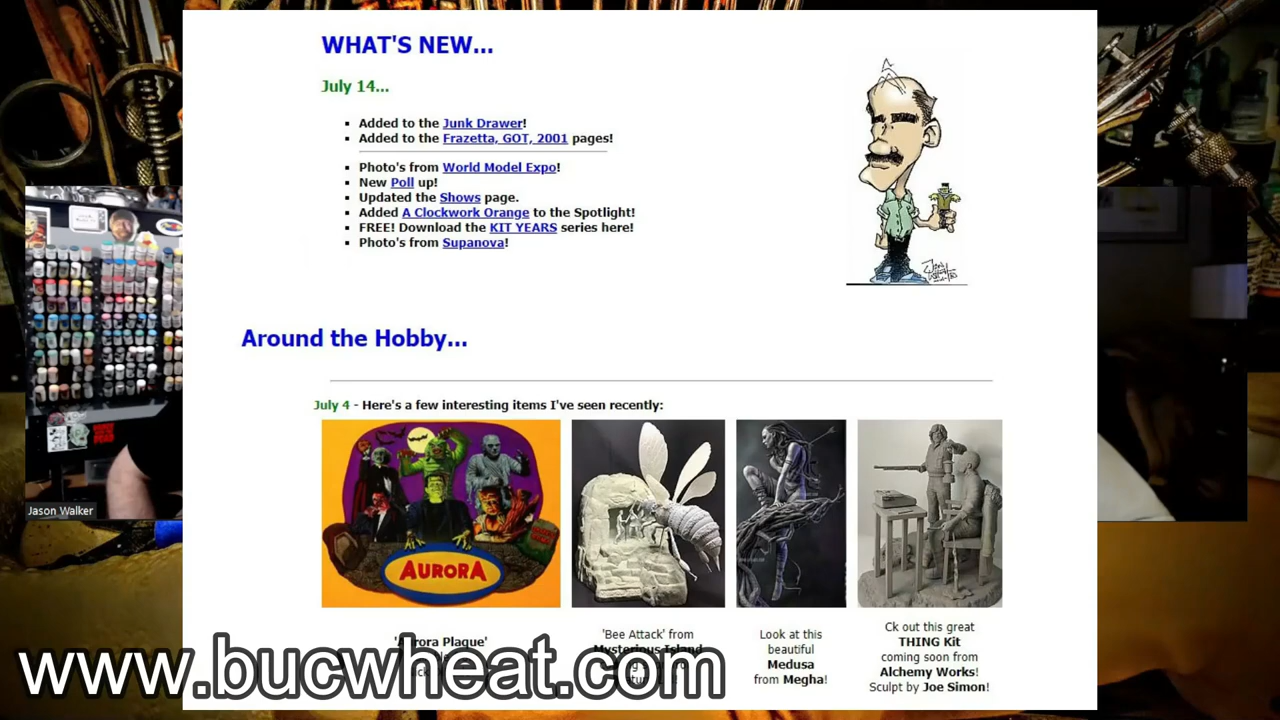 WHAT'S NEW...
July 14...
Added to the Junk Drawer!
Added to the Frazetta, GOT, 2001 pages!
Photo's from World Model Expo!
New Poll up!
Updated the Shows page.
Added A Clockwork Orange to the Spotlight!
FREE! Download the KIT YEARS series here!
Photo's from Supanova!
Around the Hobby...
July 4 - Here's a few interesting items I've seen recently:
Jason Walker
AURORA
'Bee Attack' from
Mysterious Island
Look at this
beautiful
Medusa
from Megha!
Ck out this great
THING Kit
coming soon from
Alchemy Works!
Sculpt by Joe Simon!
'Aurora Plaque'
www.bucwheat.com